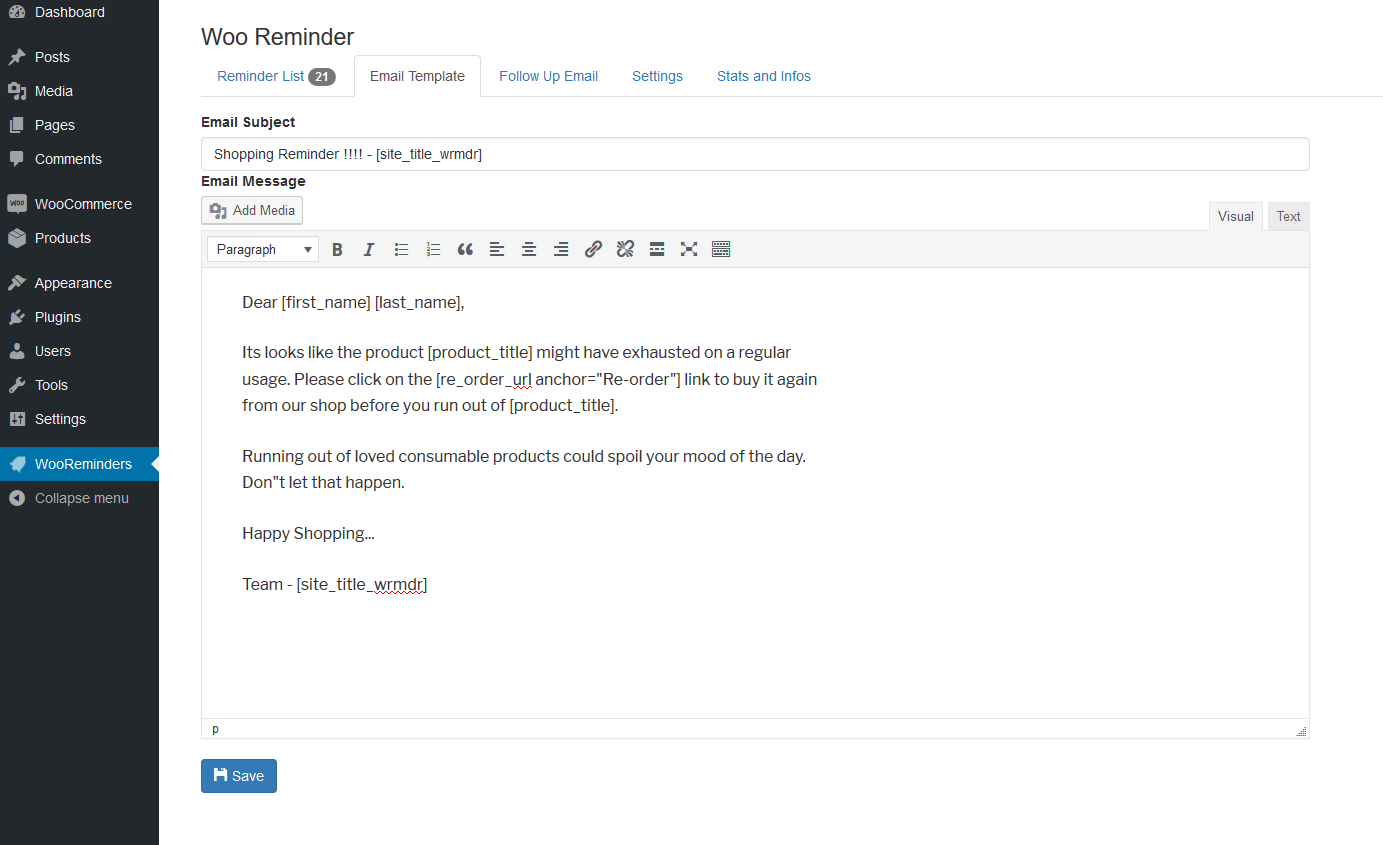 Dashboard
Posts
Media
Pages
Comments
WOO WooCommerce
Products
Appearance
Plugins
Users
Tools
Settings
WooReminders
Collapse menu
Woo Reminder
Reminder List 21 Email Template Follow Up Email Settings Stats and Infos
Email Subject
Shopping Reminder !!!! - [site_title_wrmdr]
Email Message
Add Media
Visual Text
Paragraph B I
Dear [first_name] [last_name],
Its looks like the product [product_title] might have exhausted on a regular
usage. Please click on the [re_order_url anchor="Re-order"] link to buy it again
from our shop before you run out of [product_title].
Running out of loved consumable products could spoil your mood of the day.
Don"t let that happen.
Happy Shopping...
Team - [site_title_wrmdr]
p
Save